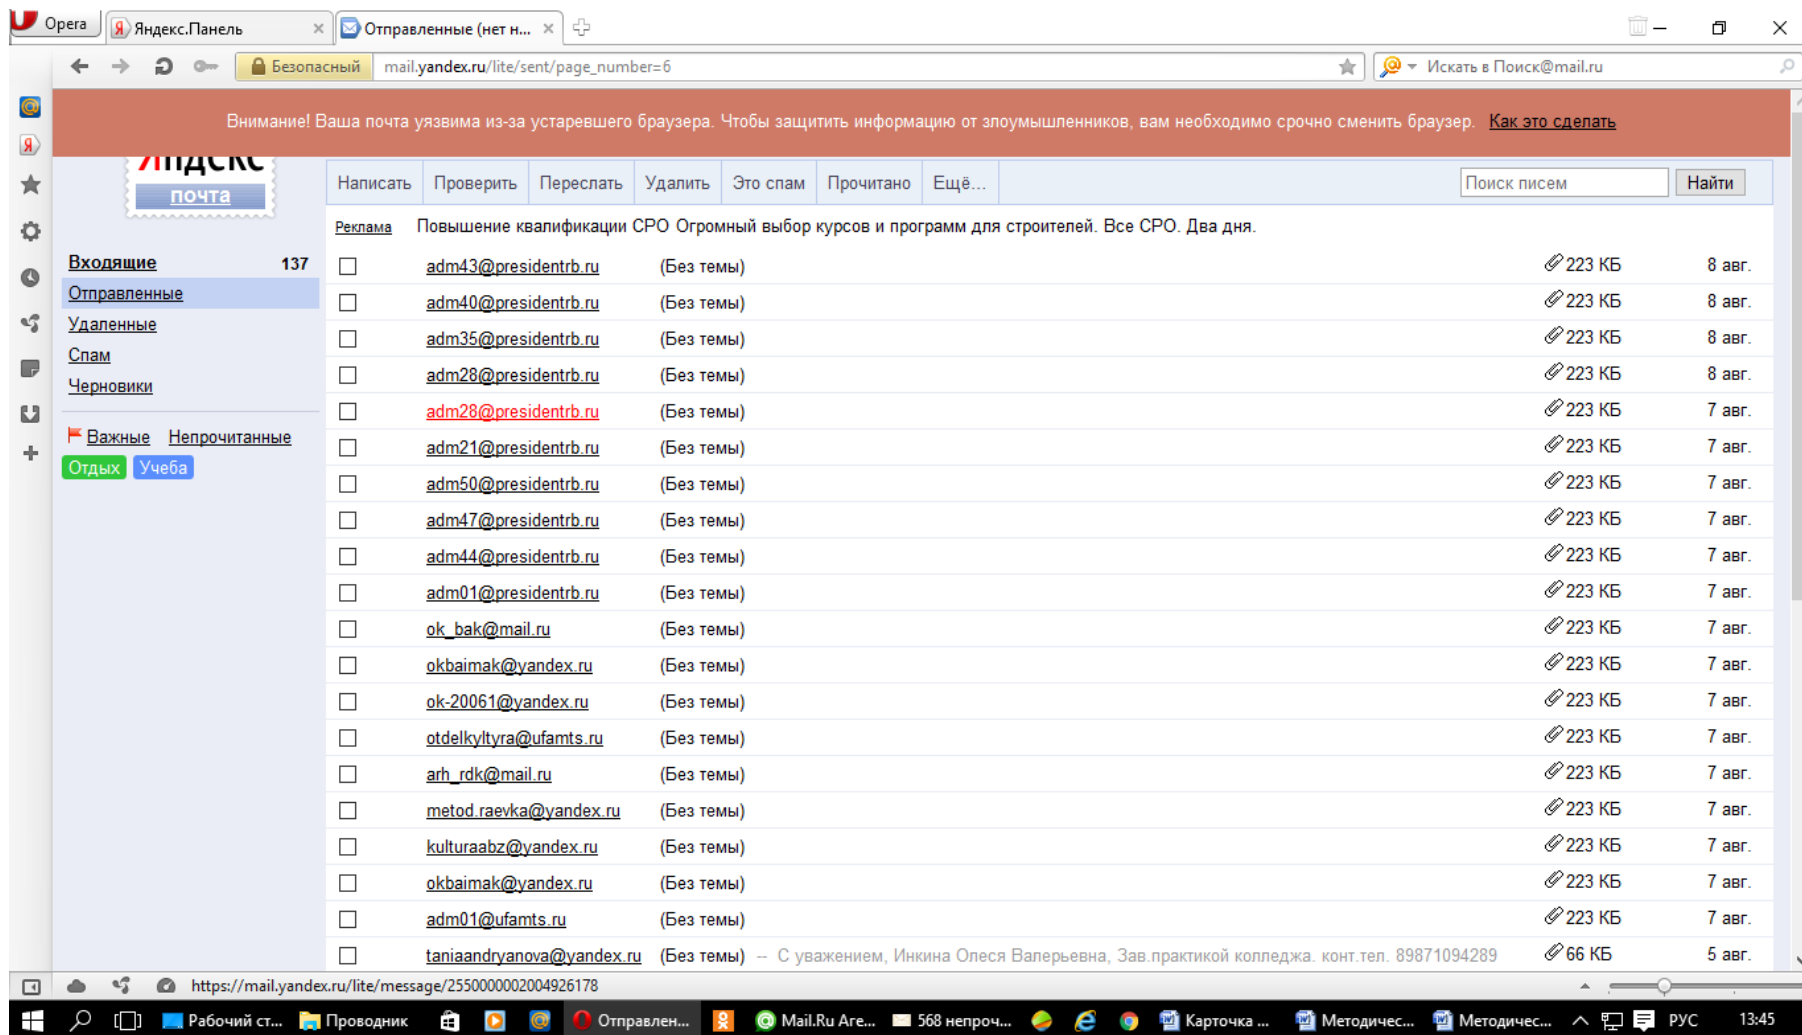 Opera
Яндекс.Панель
Отправленные (нет н...
Безопасный mail.yandex.ru/lite/sent/page_number=6
Искать в Поиск@mail.ru
Внимание! Ваша почта уязвима из-за устаревшего браузера. Чтобы защитить информацию от злоумышленников, вам необходимо срочно сменить браузер. Как это сделать
Яндекс
почта
Написать Проверить Переслать Удалить Это спам Прочитано Ещё...
Поиск писем Найти
Реклама Повышение квалификации СРО Огромный выбор курсов и программ для строителей. Все СРО. Два дня.
Входящие 137
Отправленные
Удаленные
Спам
Черновики
Важные Непрочитанные
Отдых Учеба
adm43@presidentrb.ru (Без темы) 223 КБ 8 авг.
adm40@presidentrb.ru (Без темы) 223 КБ 8 авг.
adm35@presidentrb.ru (Без темы) 223 КБ 8 авг.
adm28@presidentrb.ru (Без темы) 223 КБ 8 авг.
adm28@presidentrb.ru (Без темы) 223 КБ 7 авг.
adm21@presidentrb.ru (Без темы) 223 КБ 7 авг.
adm50@presidentrb.ru (Без темы) 223 КБ 7 авг.
adm47@presidentrb.ru (Без темы) 223 КБ 7 авг.
adm44@presidentrb.ru (Без темы) 223 КБ 7 авг.
adm01@presidentrb.ru (Без темы) 223 КБ 7 авг.
ok_bak@mail.ru (Без темы) 223 КБ 7 авг.
okbaimak@yandex.ru (Без темы) 223 КБ 7 авг.
ok-20061@yandex.ru (Без темы) 223 КБ 7 авг.
otdelkyltyra@ufamts.ru (Без темы) 223 КБ 7 авг.
arh_rdk@mail.ru (Без темы) 223 КБ 7 авг.
metod.raevka@yandex.ru (Без темы) 223 КБ 7 авг.
kulturaabz@yandex.ru (Без темы) 223 КБ 7 авг.
okbaimak@yandex.ru (Без темы) 223 КБ 7 авг.
adm01@ufamts.ru (Без темы) 223 КБ 7 авг.
taniaandryanova@yandex.ru (Без темы) -- С уважением, Инкина Олеся Валерьевна, Зав.практикой колледжа. конт.тел. 89871094289 66 КБ 5 авг.
https://mail.yandex.ru/lite/message/2550000002004926178
Рабочий ст... Проводник Отправлен... Mail.Ru Аге... 568 непроч... Карточка ... Методичес... Методичес... РУС 13:45